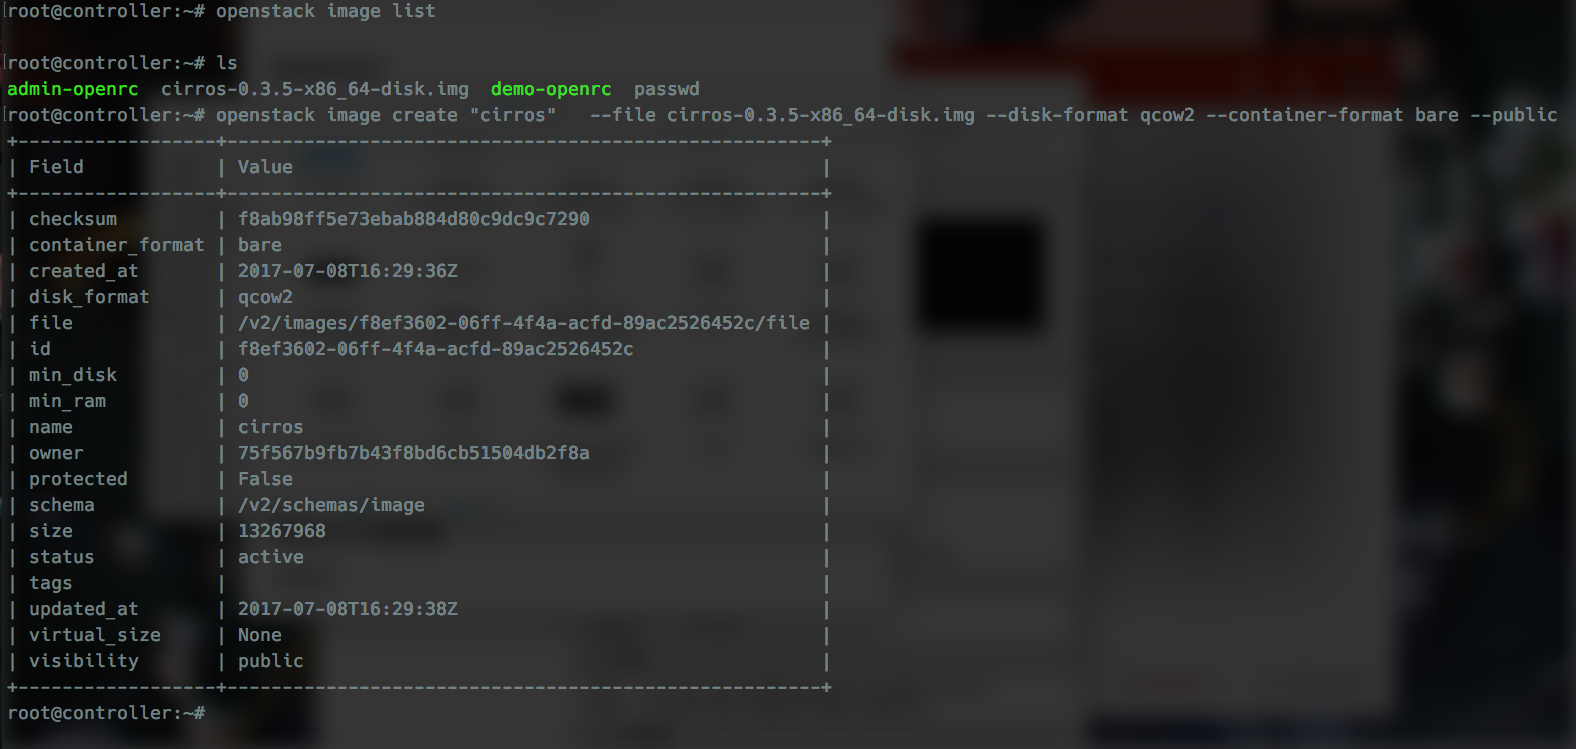 root@controller:~# openstack image list
root@controller:~# ls
admin-openrc  cirros-0.3.5-x86_64-disk.img  demo-openrc  passwd
root@controller:~# openstack image create "cirros"   --file cirros-0.3.5-x86_64-disk.img --disk-format qcow2 --container-format bare --public
+------------------+------------------------------------------------------+
| Field            | Value                                                |
+------------------+------------------------------------------------------+
| checksum         | f8ab98ff5e73ebab884d80c9dc9c7290                     |
| container_format | bare                                                 |
| created_at       | 2017-07-08T16:29:36Z                                 |
| disk_format      | qcow2                                                |
| file             | /v2/images/f8ef3602-06ff-4f4a-acfd-89ac2526452c/file |
| id               | f8ef3602-06ff-4f4a-acfd-89ac2526452c                 |
| min_disk         | 0                                                    |
| min_ram          | 0                                                    |
| name             | cirros                                               |
| owner            | 75f567b9fb7b43f8bd6cb51504db2f8a                     |
| protected        | False                                                |
| schema           | /v2/schemas/image                                    |
| size             | 13267968                                             |
| status           | active                                               |
| tags             |                                                      |
| updated_at       | 2017-07-08T16:29:38Z                                 |
| virtual_size     | None                                                 |
| visibility       | public                                               |
+------------------+------------------------------------------------------+
root@controller:~#